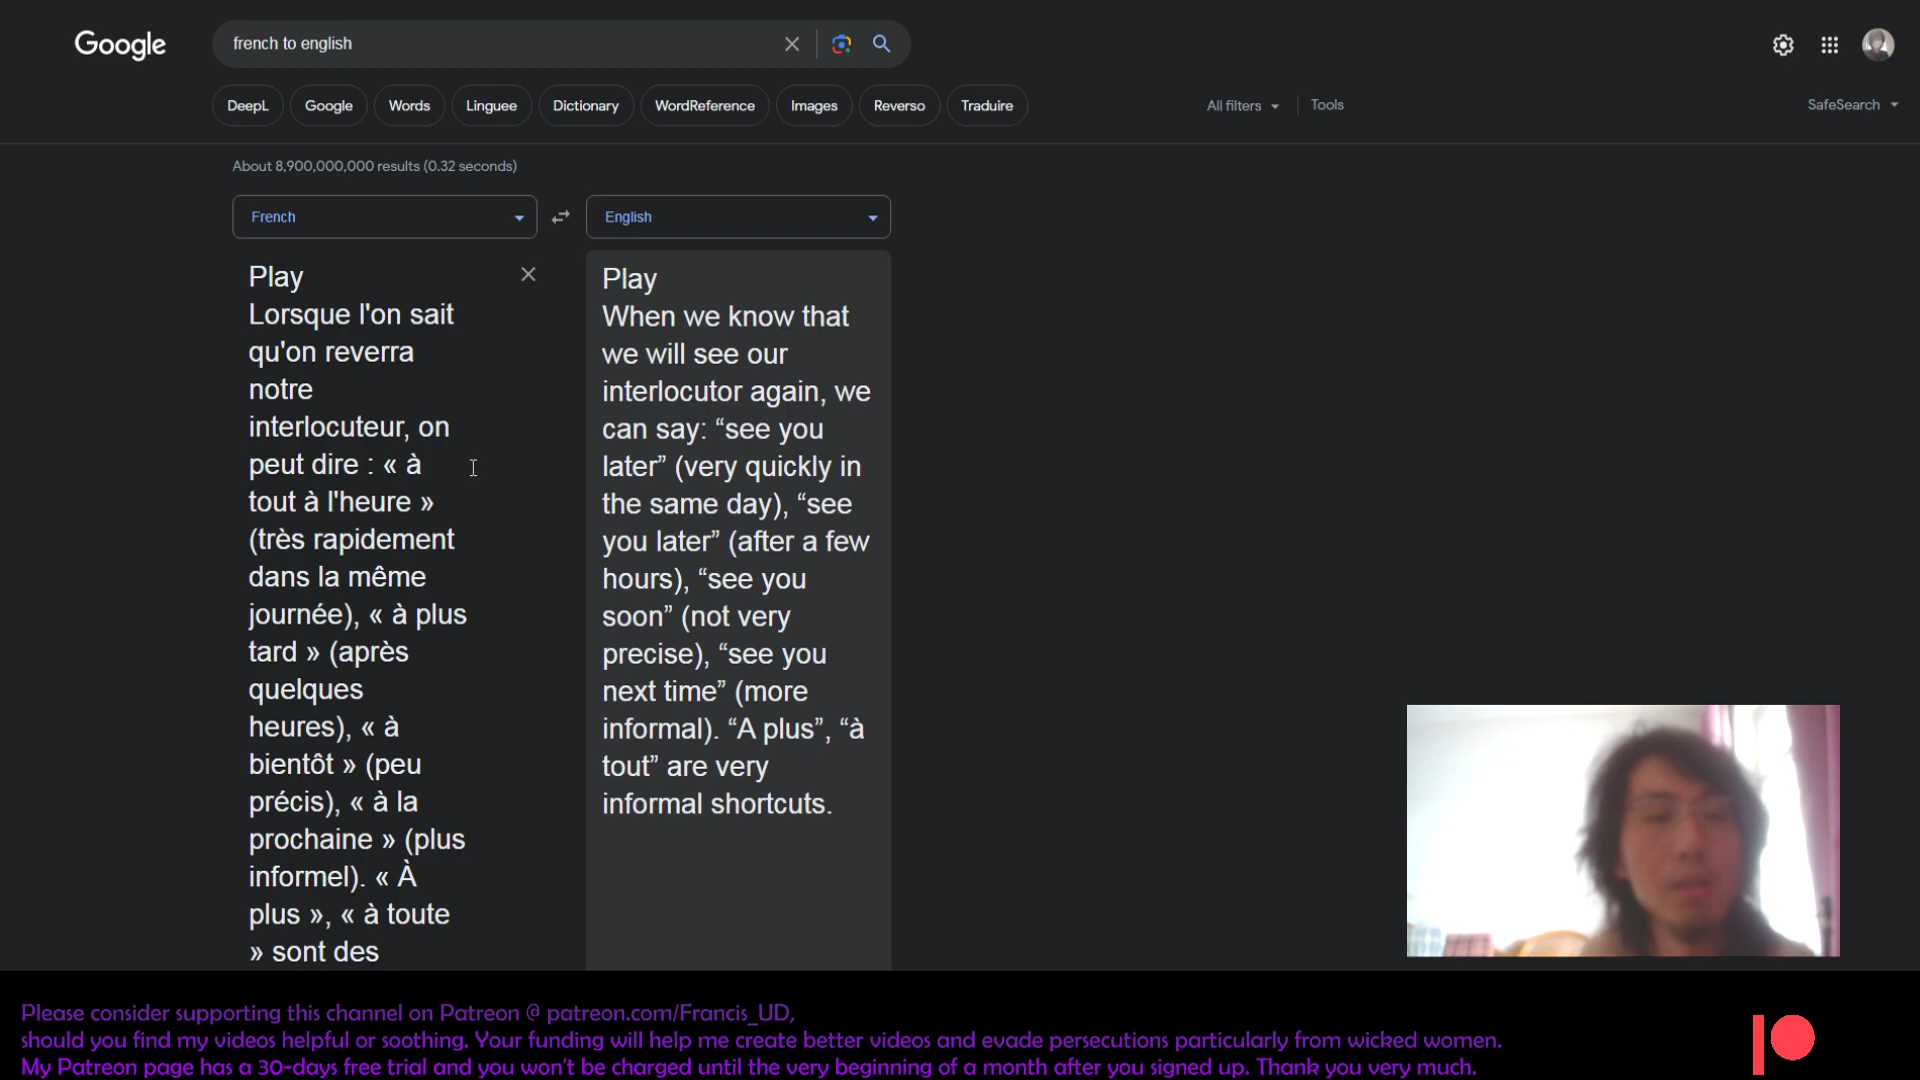 Google
french to english
DeepL
Google
Words
Linguee
Dictionary
WordReference
Images
Reverso
Traduire
All filters
Tools
SafeSearch
About 8,900,000,000 results (0.32 seconds)
French
English
Play
Lorsque l'on sait
qu'on reverra
notre
interlocuteur, on
peut dire : « à
tout à l'heure »
(très rapidement
dans la même
journée), « à plus
tard » (après
quelques
heures), « à
bientôt » (peu
précis), « à la
prochaine » (plus
informel). « À
plus », « à toute
» sont des
Play
When we know that
we will see our
interlocutor again, we
can say: “see you
later” (very quickly in
the same day), “see
you later” (after a few
hours), “see you
soon” (not very
precise), “see you
next time” (more
informal). “A plus”, “à
tout” are very
informal shortcuts.
Please consider supporting this channel on Patreon @ patreon.com/Francis_UD,
should you find my videos helpful or soothing. Your funding will help me create better videos and evade persecutions particularly from wicked women.
My Patreon page has a 30-days free trial and you won't be charged until the very beginning of a month after you signed up. Thank you very much.